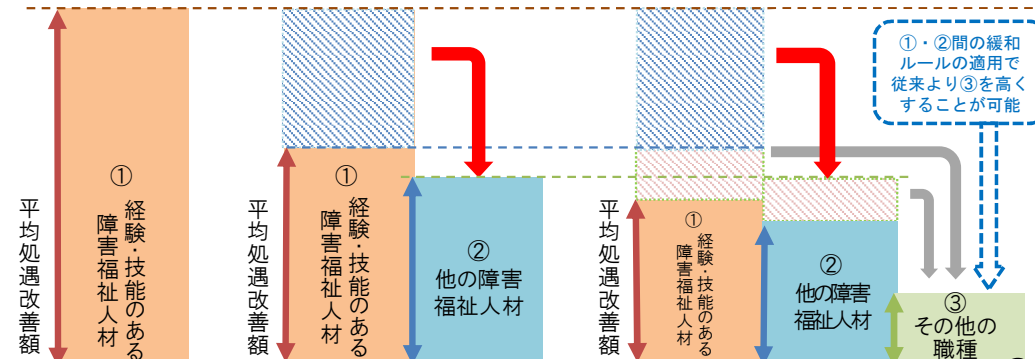 平均処遇改善額
①
経験・技能のある
障害福祉人材
平均処遇改善額
①
経験・技能のある
障害福祉人材
②
他の障害
福祉人材
平均処遇改善額
①
経験・技能のある
障害福祉人材
②
他の障害
福祉人材
①・②間の緩和
ルールの適用で
従来より③を高く
することが可能
③
その他の
職種